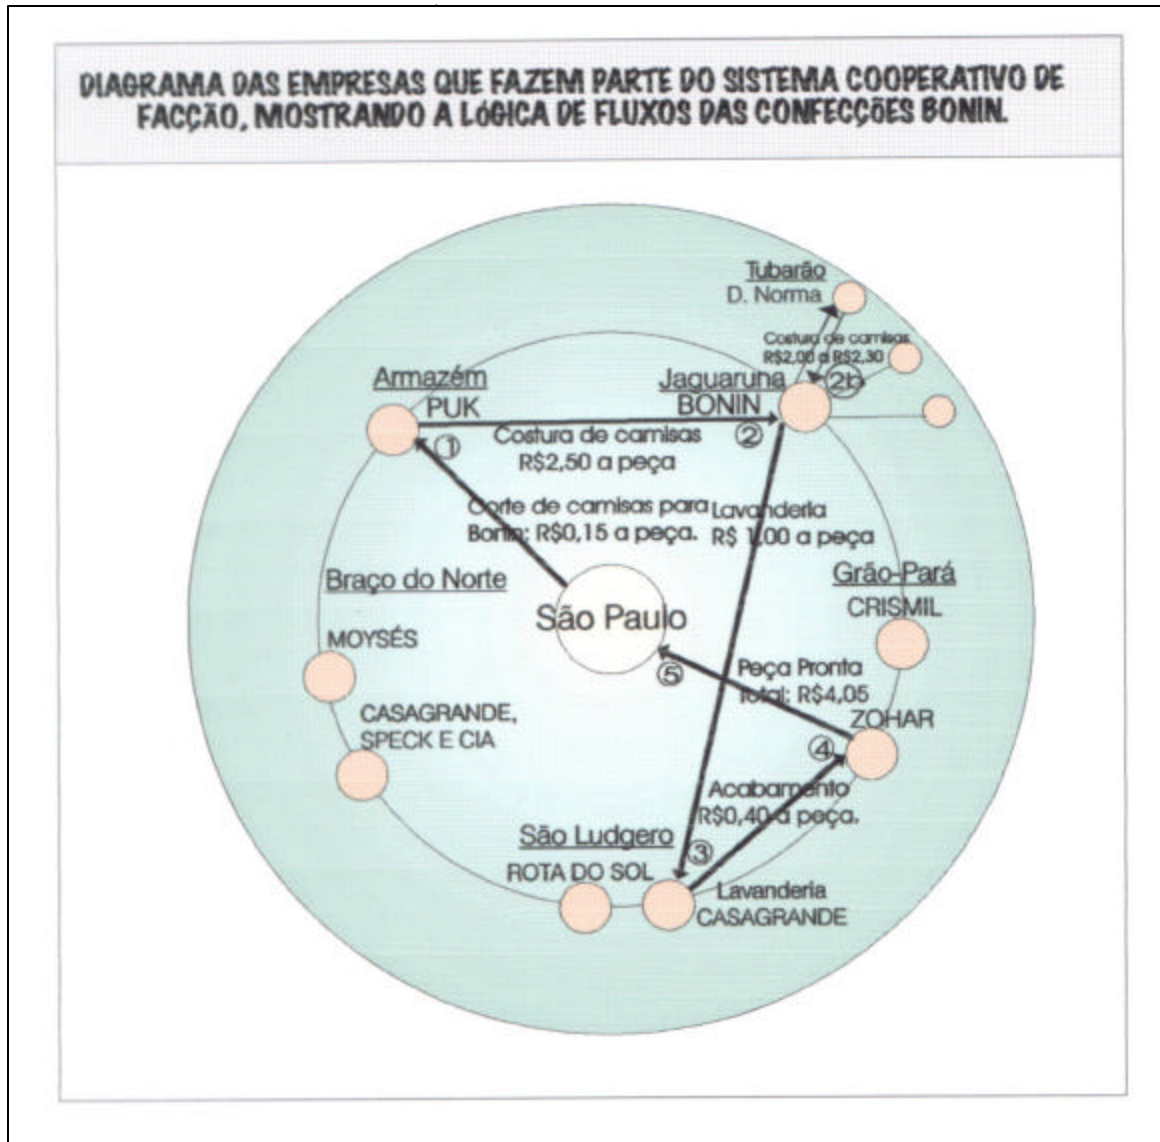 DIAGRAMA DAS EMPRESAS QUE FAZEM PARTE DO SISTEMA COOPERATIVO DE
FACÇÃO, MOSTRANDO A LÓGICA DE FLUXOS DAS CONFECÇÕES BONIN.
Tubarão
D. Norma
Costura de camisas
R$2,00 a R$2,30
2b
Armazém
PUK
Jaguaruna
BONIN
1
Costura de camisas
R$2,50 a peça
2
Corte de camisas para
Bonin: R$0,15 a peça.
Lavanderia
R$ 1,00 a peça
Braço do Norte
MOYSÉS
CASAGRANDE,
SPECK E CIA
São Paulo
5
Grão-Pará
CRISMIL
Peça Pronta
Total: R$4,05
ZOHAR
4
Acabamento
R$0,40 a peça.
São Ludgero
ROTA DO SOL
3
Lavanderia
CASAGRANDE